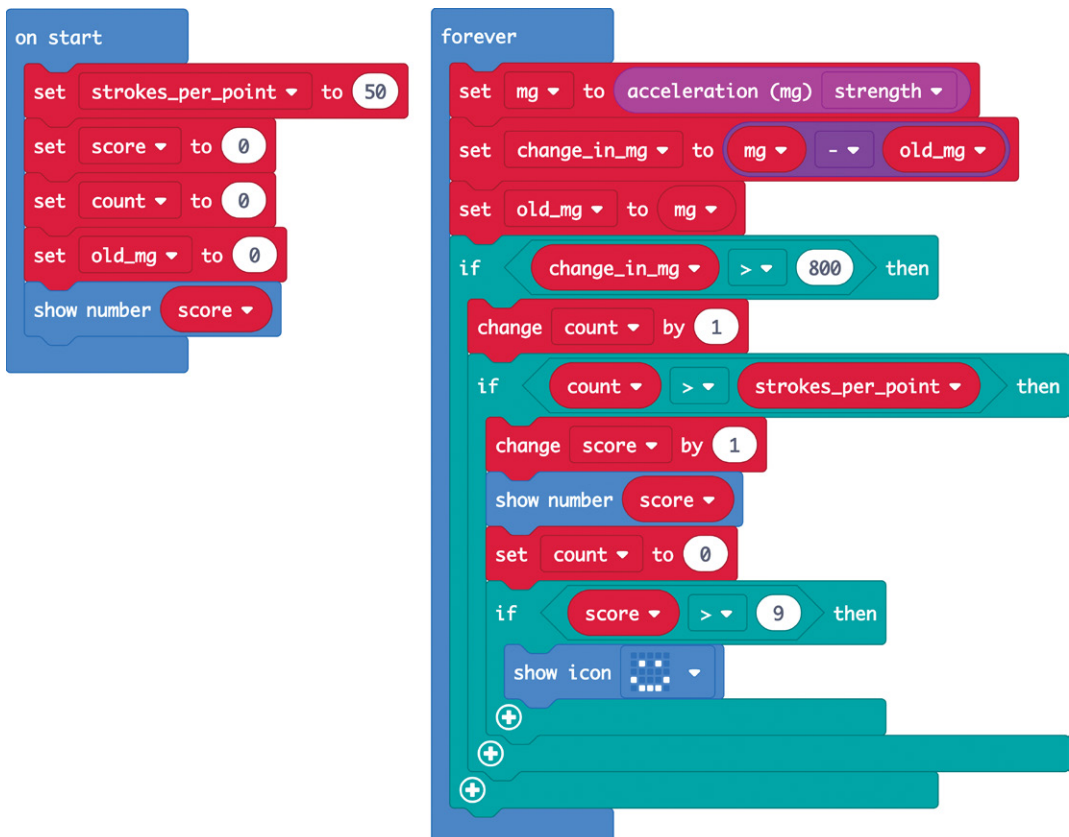 on start
set strokes_per_point to 50
set score to 0
set count to 0
set old_mg to 0
show number score
forever
set mg to acceleration (mg) strength
set change_in_mg to mg - old_mg
set old_mg to mg
if change_in_mg > 800 then
change count by 1
if count > strokes_per_point then
change score by 1
show number score
set count to 0
if score > 9 then
show icon